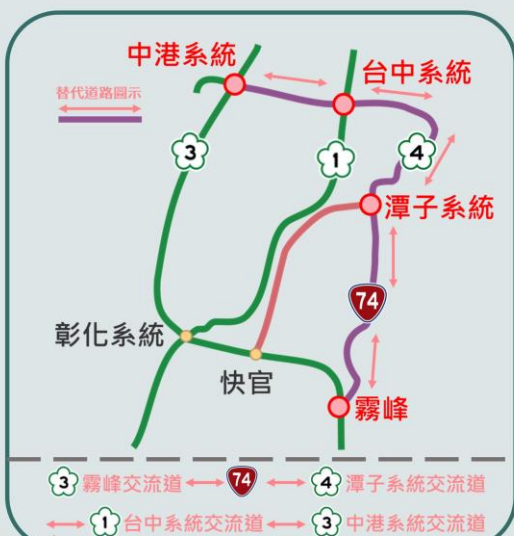 中港系統
台中系統
替代道路圖示
3
1
4
潭子系統
74
彰化系統
快官
霧峰
3 霧峰交流道 74 4 潭子系統交流道
1 台中系統交流道 3 中港系統交流道